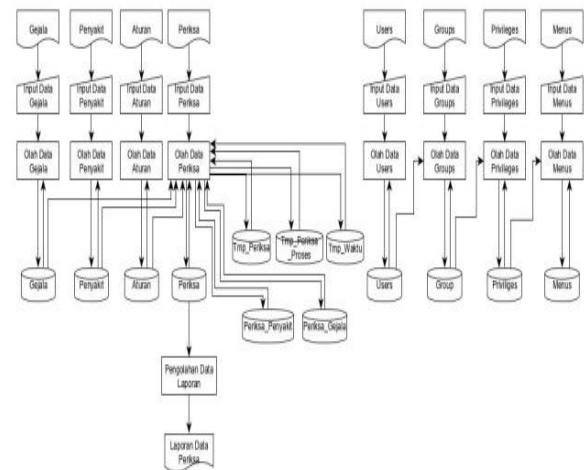 Gejala
Penyakit
Aturan
Periksa
Users
Groups
Privileges
Menus
Input Data
Gejala
Input Data
Penyakit
Input Data
Aturan
Input Data
Periksa
Input Data
Users
Input Data
Groups
Input Data
Privileges
Input Data
Menus
Olah Data
Gejala
Olah Data
Penyakit
Olah Data
Aturan
Olah Data
Periksa
Olah Data
Users
Olah Data
Groups
Olah Data
Privileges
Olah Data
Menus
Tmp_Periksa
Tmp_Periksa
_Proses
Tmp_Waktu
Gejala
Penyakit
Aturan
Periksa
Users
Group
Priviliges
Menus
Periksa_Penyakit
Periksa_Gejala
Pengolahan Data
Laporan
Laporan Data
Periksa